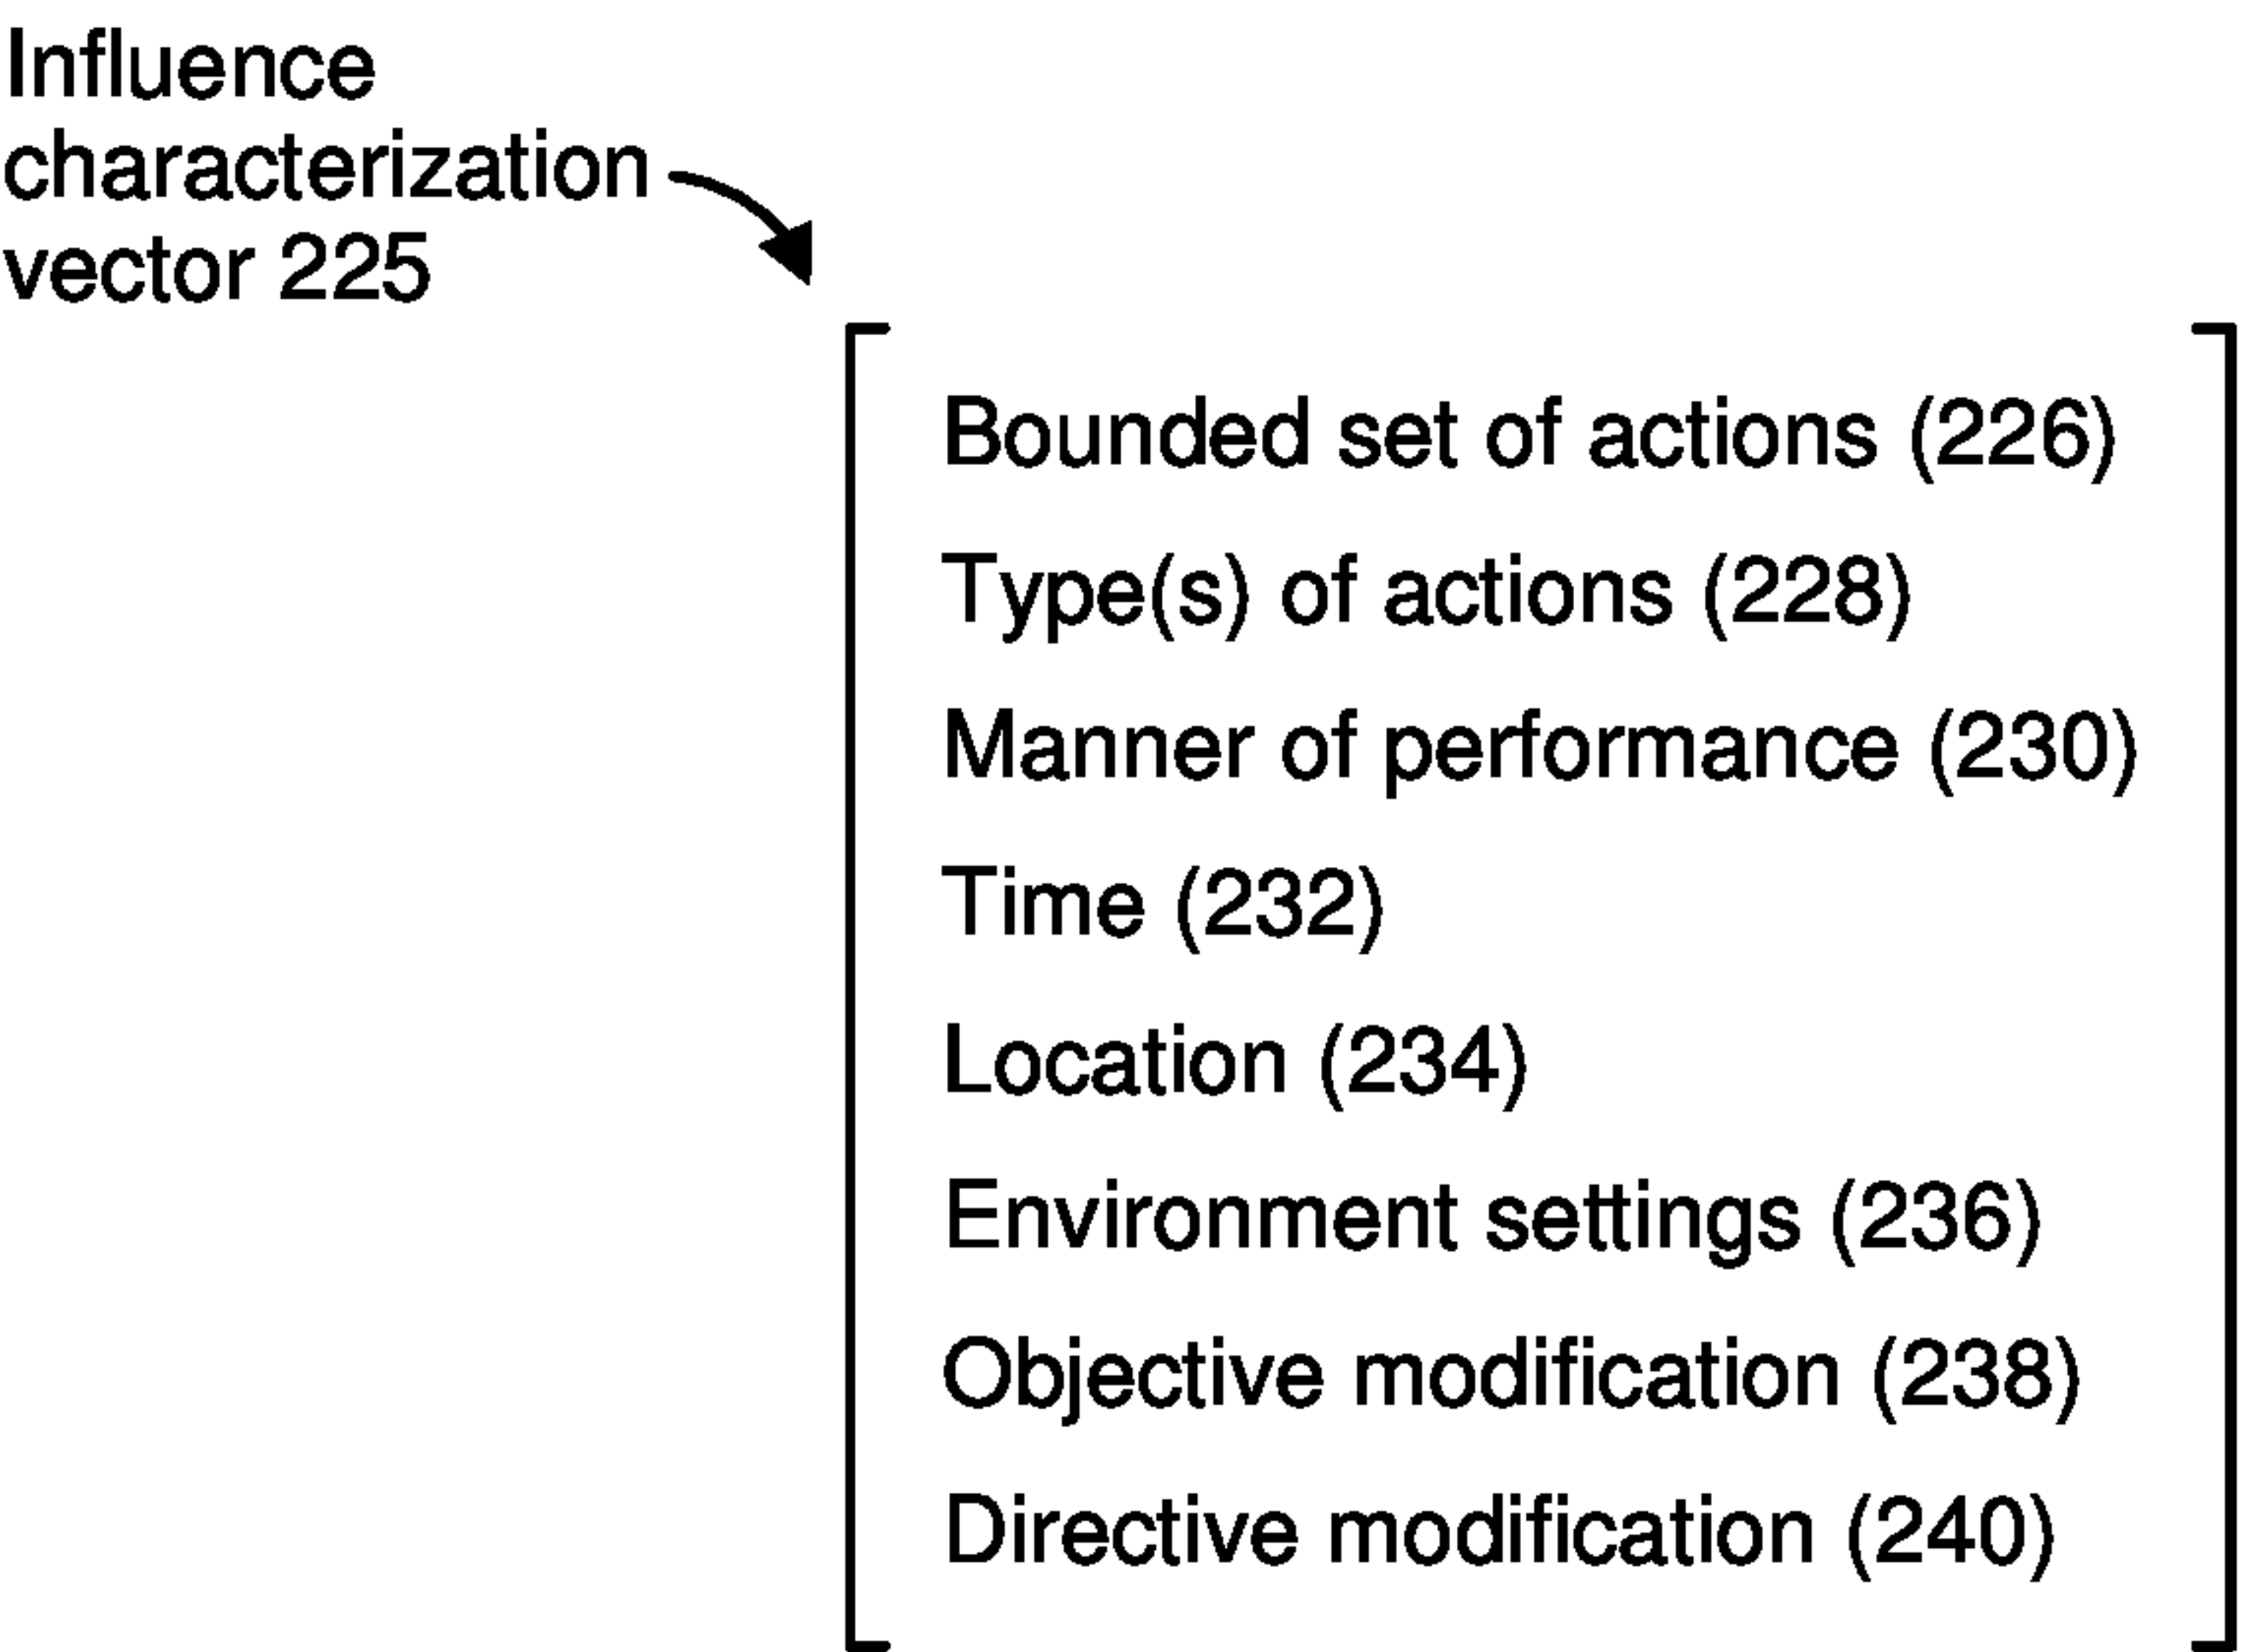 Influence
characterization
vector 225
Bounded set of actions (226)
Type(s) of actions (228)
Manner of performance (230)
Time (232)
Location (234)
Environment settings (236)
Objective modification (238)
Directive modification (240)